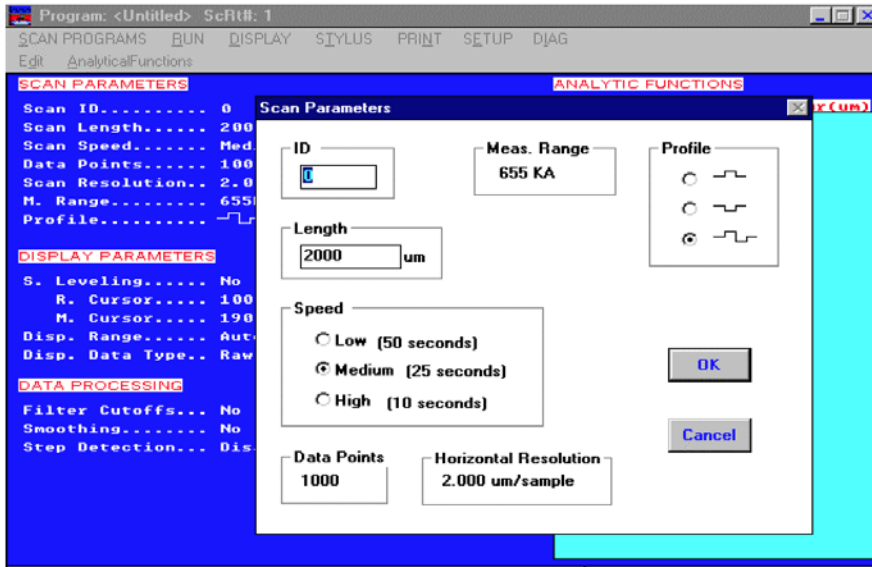 Program: <Untitled> ScRt#: 1
SCAN PROGRAMS RUN DISPLAY STYLUS PRINT SETUP DIAG
Edit AnalyticalFunctions
SCAN PARAMETERS
Scan ID.......... 0
Scan Length...... 200
Scan Speed....... Med.
Data Points...... 100
Scan Resolution.. 2.0
M. Range......... 655
Profile..........
DISPLAY PARAMETERS
S. Leveling...... No
R. Cursor...... 100
M. Cursor...... 190
Disp. Range...... Aut
Disp. Data Type.. Raw
DATA PROCESSING
Filter Cutoffs... No
Smoothing........ No
Step Detection... Dis
ANALYTIC FUNCTIONS
r(um)
Scan Parameters
ID
0
Meas. Range
655 KA
Profile
Length
2000 um
Speed
Low (50 seconds)
Medium (25 seconds)
High (10 seconds)
OK
Cancel
Data Points
1000
Horizontal Resolution
2.000 um/sample